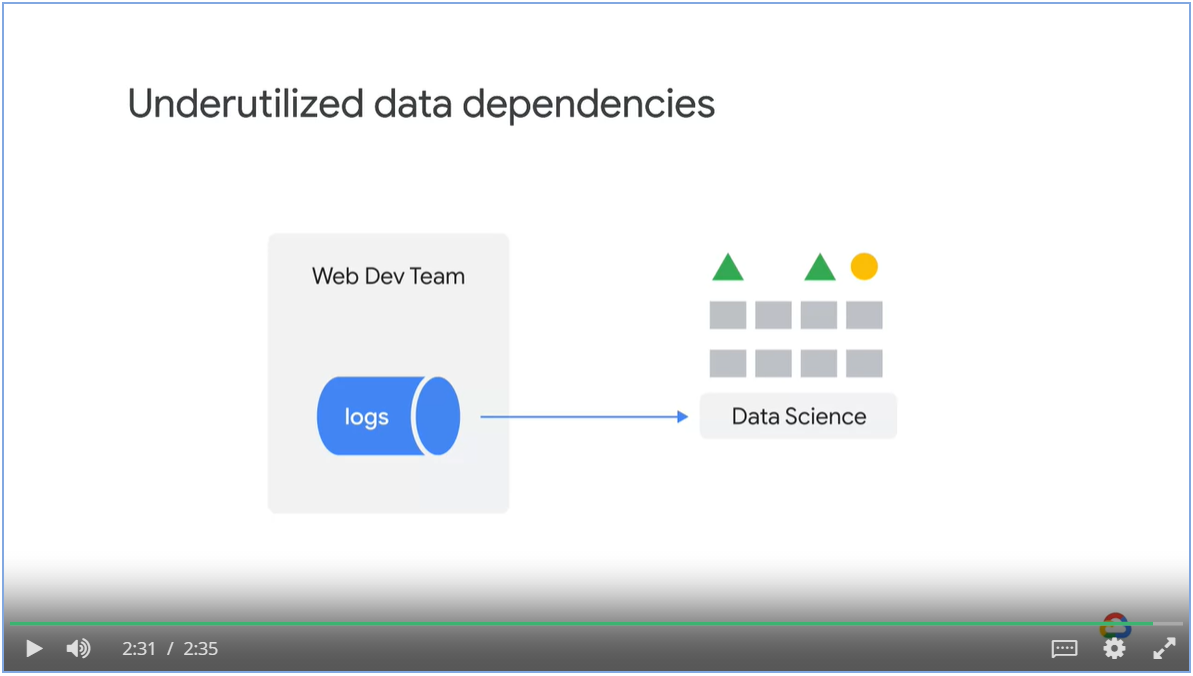 Underutilized data dependencies
Web Dev Team
logs
Data Science
2:31 / 2:35